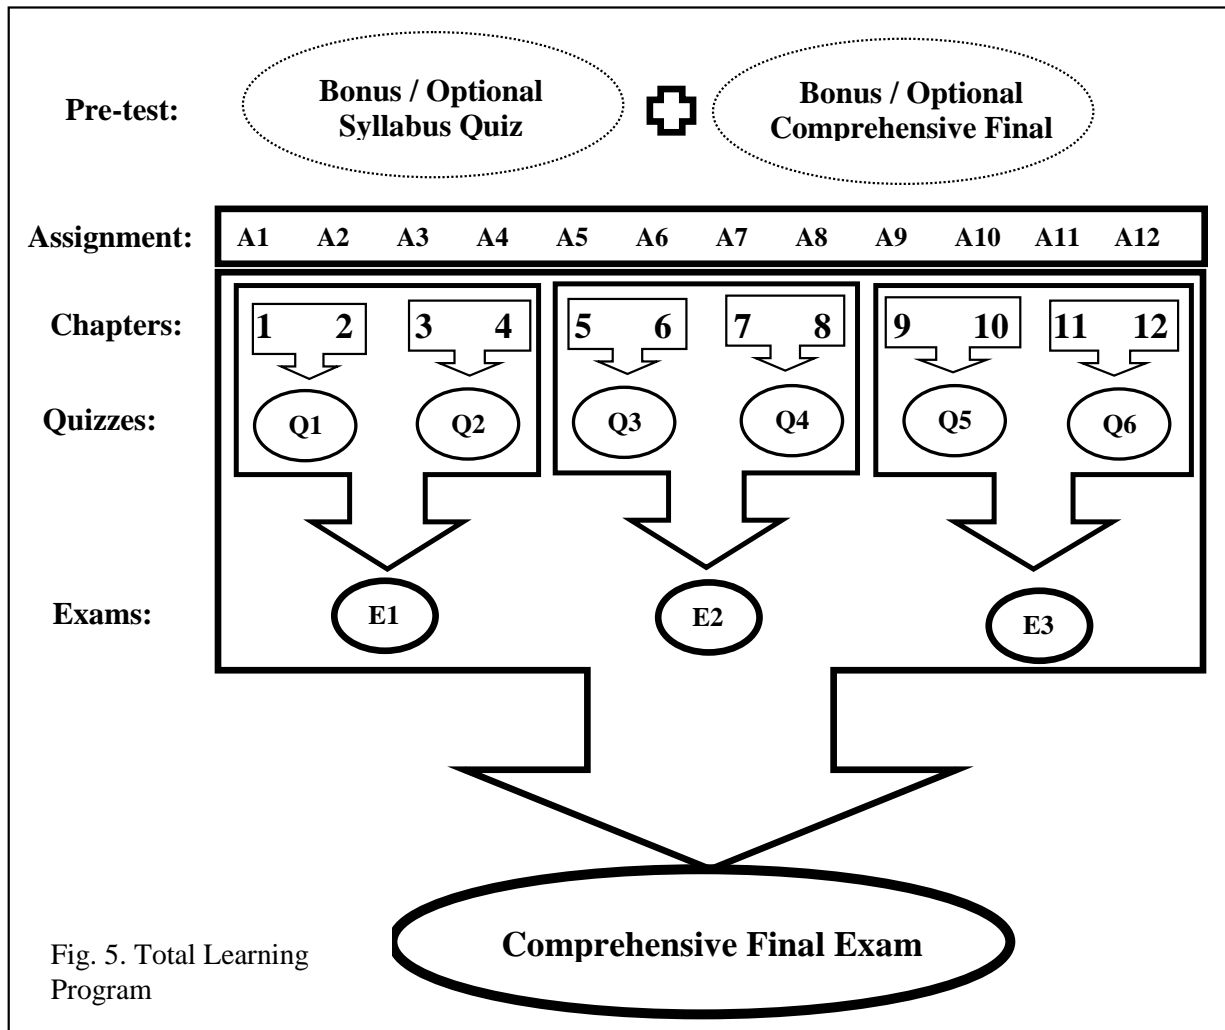 Pre-test:
Bonus / Optional
Syllabus Quiz
Bonus / Optional
Comprehensive Final
Assignment: A1 A2 A3 A4 A5 A6 A7 A8 A9 A10 A11 A12
Chapters: 1 2 3 4 5 6 7 8 9 10 11 12
Quizzes: Q1 Q2 Q3 Q4 Q5 Q6
Exams: E1 E2 E3
Comprehensive Final Exam
Fig. 5. Total Learning
Program